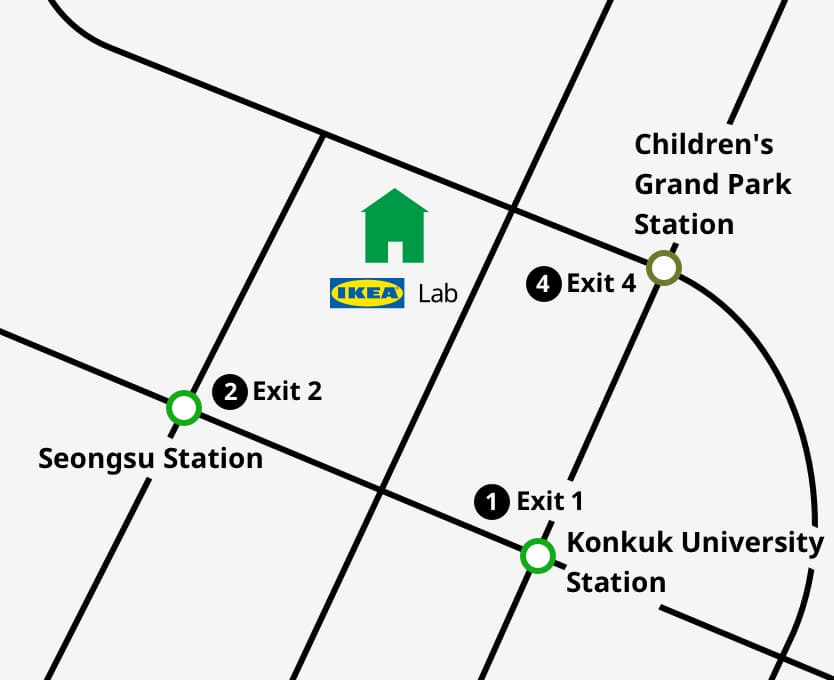 Children's
Grand Park
Station
4 Exit 4
IKEA Lab
2 Exit 2
Seongsu Station
1 Exit 1
Konkuk University
Station